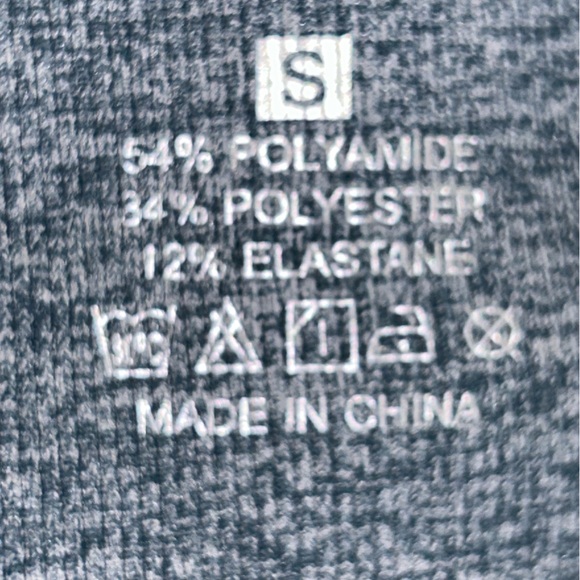 S
54% POLYAMIDE
34% POLYESTER
12% ELASTANE
MADE IN CHINA